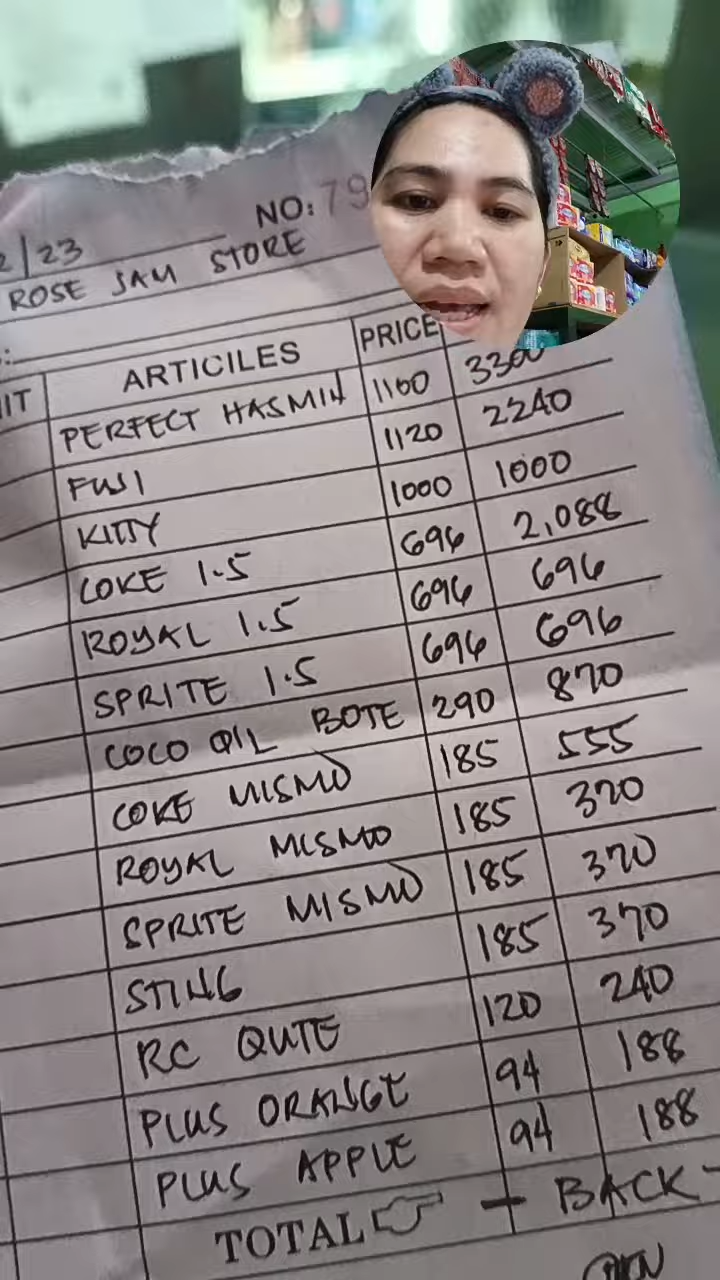 NO: 79
2/23
ROSE JAM STORE
IT ARTICILES PRICE
PERFECT HASMIN 1100 3300
FUJI 1120 2240
KITTY 1000 1000
COKE 1.5 696 2,088
ROYAL 1.5 696 696
SPRITE 1.5 696 696
COCO OIL BOTE 290 870
COKE MISMO 185 555
ROYAL MISMO 185 370
SPRITE MISMO 185 370
STING 185 370
RC QUTE 120 240
PLUS ORANGE 94 188
PLUS APPLE 94 188
TOTAL - BACK -